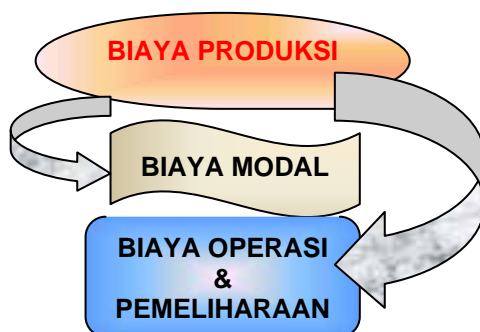 BIAYA PRODUKSI
BIAYA MODAL
BIAYA OPERASI
&
PEMELIHARAAN